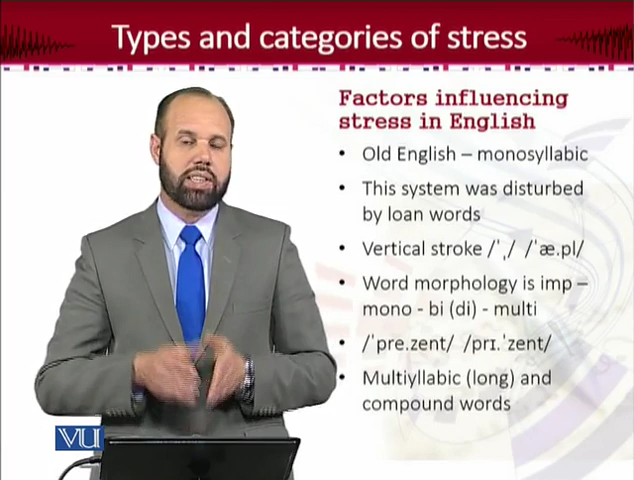 Types and categories of stress
Factors influencing
stress in English
• Old English – monosyllabic
• This system was disturbed
by loan words
• Vertical stroke /ˈˌ/ /ˈæ.pl/
• Word morphology is imp –
mono - bi (di) - multi
• /ˈpre.zent/ /prɪ.ˈzent/
• Multiyllabic (long) and
compound words
VU